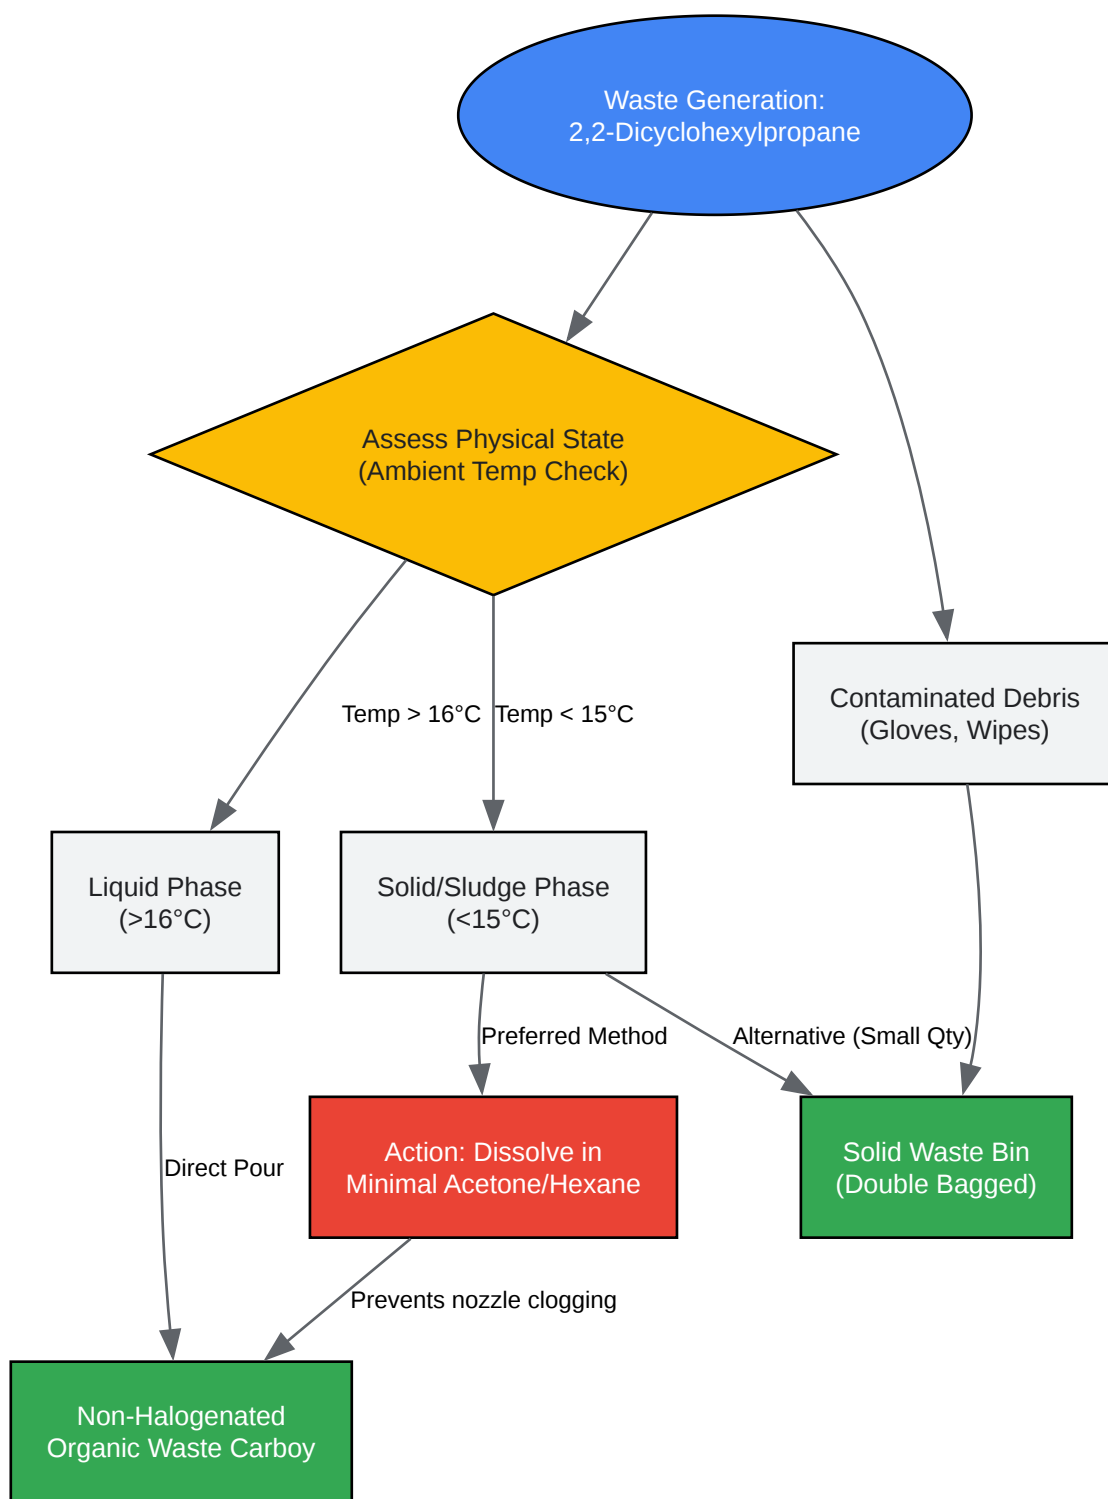 Waste Generation:
2,2-Dicyclohexylpropane
Assess Physical State
(Ambient Temp Check)
Temp > 16°C
Temp < 15°C
Contaminated Debris
(Gloves, Wipes)
Liquid Phase
(>16°C)
Solid/Sludge Phase
(<15°C)
Preferred Method
Alternative (Small Qty)
Direct Pour
Action: Dissolve in
Minimal Acetone/Hexane
Solid Waste Bin
(Double Bagged)
Prevents nozzle clogging
Non-Halogenated
Organic Waste Carboy